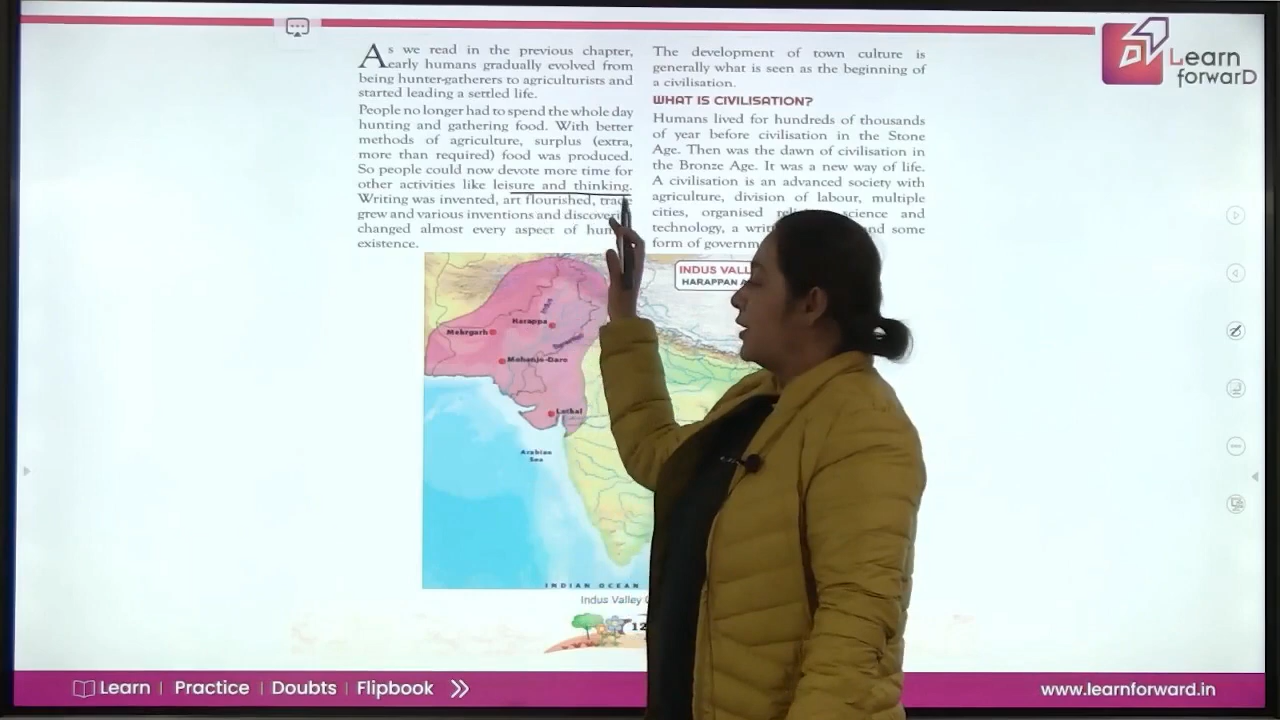 As we read in the previous chapter,
early humans gradually evolved from
being hunter-gatherers to agriculturists and
started leading a settled life.
People no longer had to spend the whole day
hunting and gathering food. With better
methods of agriculture, surplus (extra,
more than required) food was produced.
So people could now devote more time for
other activities like leisure and thinking.
Writing was invented, art flourished, trade
grew and various inventions and
changed almost every aspect of
existence.
The development of town culture is
generally what is seen as the beginning of
a civilisation.
WHAT IS CIVILISATION?
Humans lived for hundreds of thousands
of year before civilisation in the Stone
Age. Then was the dawn of civilisation in
the Bronze Age. It was a new way of life.
A civilisation is an advanced society with
agriculture, division of labour, multiple
cities, organised science and
technology, a and some
form of
INDUS
HARAPPAN
Indus
Harappa
Mehrgarh
Mohanjo-Daro
Lothal
Arabian
Sea
INDIAN OCEAN
Indus Valley
12
Learn
forwarD
Learn | Practice | Doubts | Flipbook
www.learnforward.in